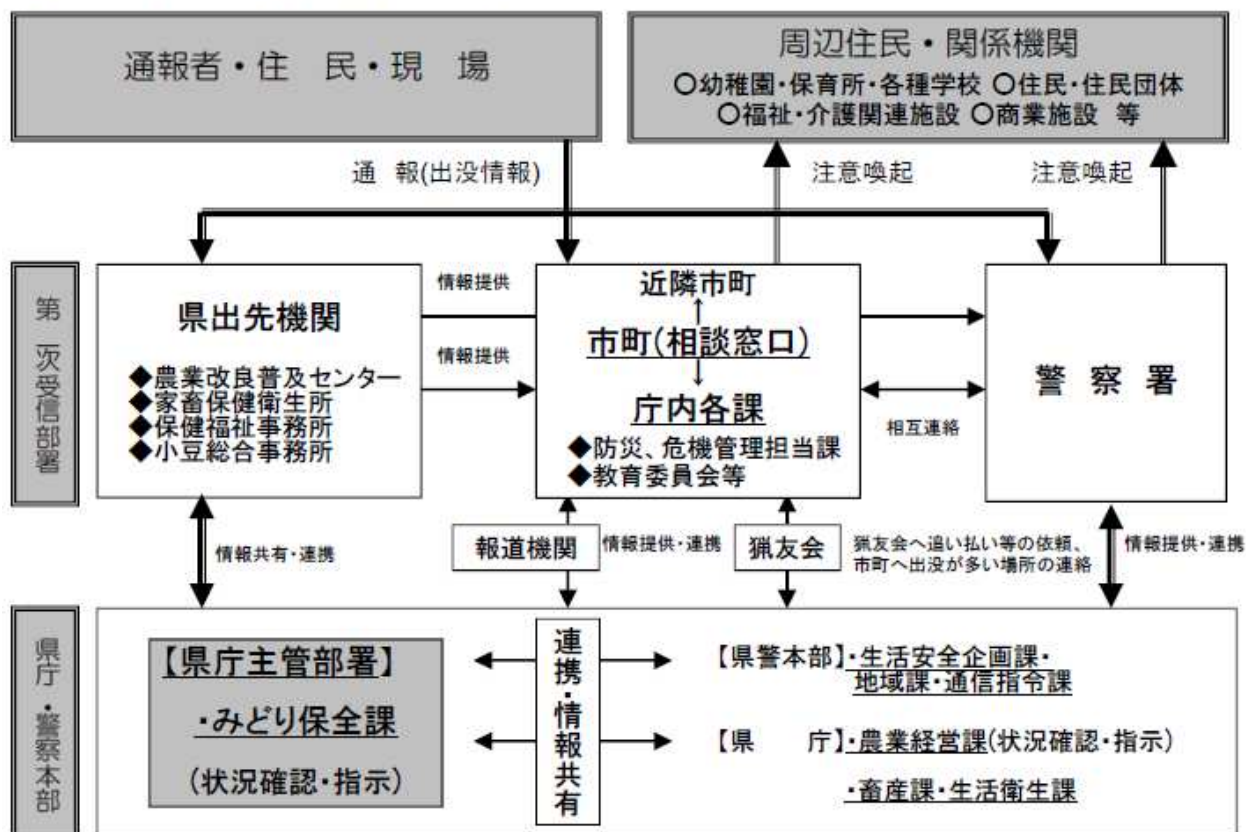 通報者・住 民・現 場
周辺住民・関係機関
○幼稚園・保育所・各種学校 ○住民・住民団体
○福祉・介護関連施設 ○商業施設 等
通 報(出没情報)
注意喚起
注意喚起
第一次受信部署
県出先機関
◆農業改良普及センター
◆家畜保健衛生所
◆保健福祉事務所
◆小豆総合事務所
情報提供
情報提供
近隣市町
↑
市町(相談窓口)
↓
庁内各課
◆防災、危機管理担当課
◆教育委員会等
相互連絡
警 察 署
情報共有・連携
報道機関
情報提供・連携
猟友会
猟友会へ追い払い等の依頼、
市町へ出没が多い場所の連絡
情報提供・連携
県庁・警察本部
【県庁主管部署】
・みどり保全課
(状況確認・指示)
連携・情報共有
【県警本部】・生活安全企画課・
地域課・通信指令課
【県 庁】・農業経営課(状況確認・指示)
・畜産課・生活衛生課